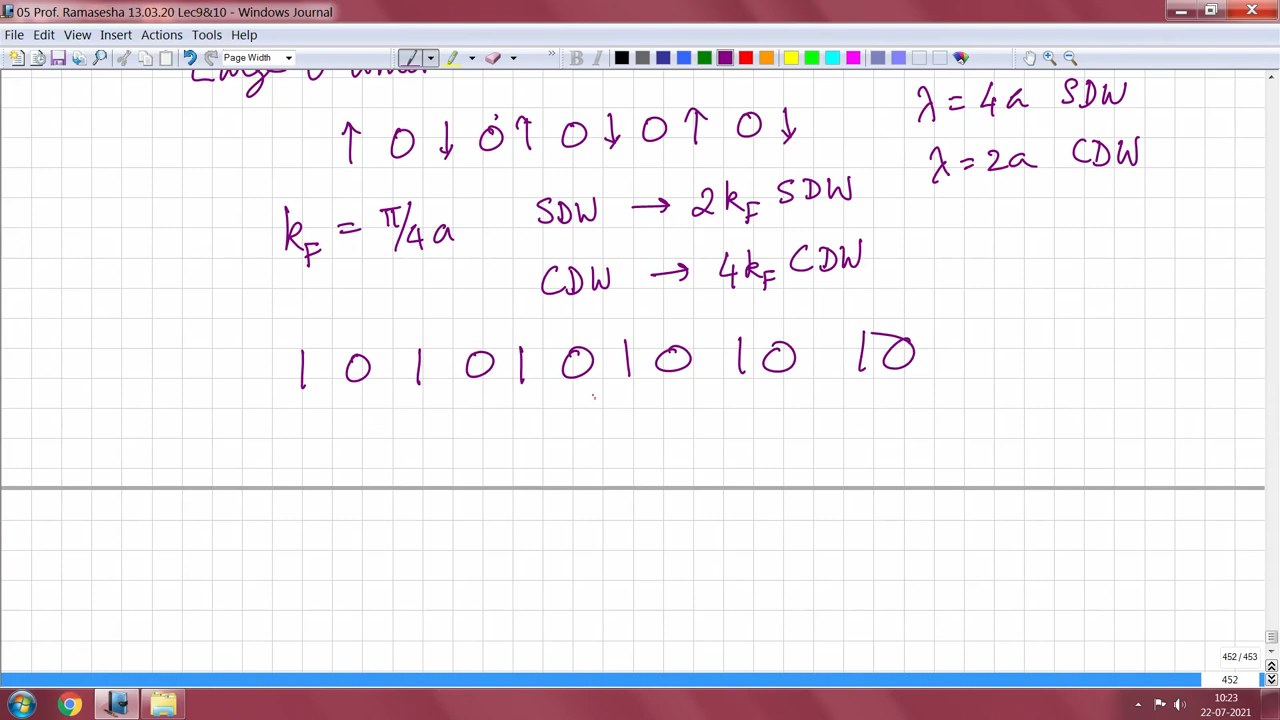 05 Prof. Ramasesha 13.03.20 Lec9&10 - Windows Journal
File Edit View Insert Actions Tools Help
Page Width
B I
λ = 4a SDW
↑ 0 ↓ 0 ↑ 0 ↓ 0 ↑ 0 ↓
λ = 2a CDW
k_F = π/4a SDW → 2k_F SDW
CDW → 4k_F CDW
1 0 1 0 1 0 1 0 1 0 1 0
452 / 453
452
10:23
22-07-2021